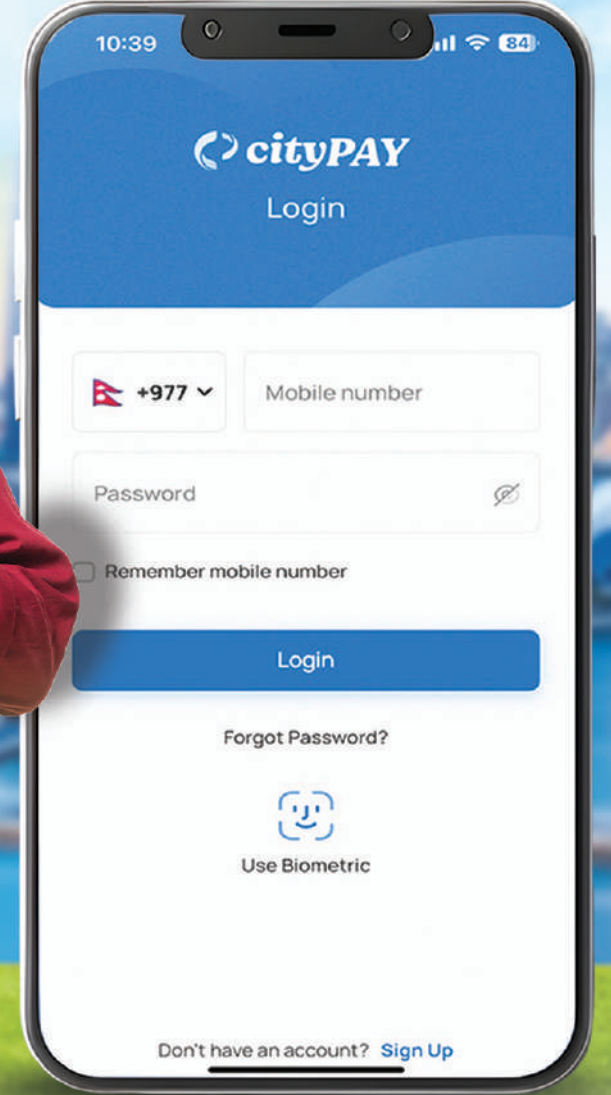 10:39 84
cityPAY
Login
+977 Mobile number
Password
Remember mobile number
Login
Forgot Password?
Use Biometric
Don't have an account? Sign Up